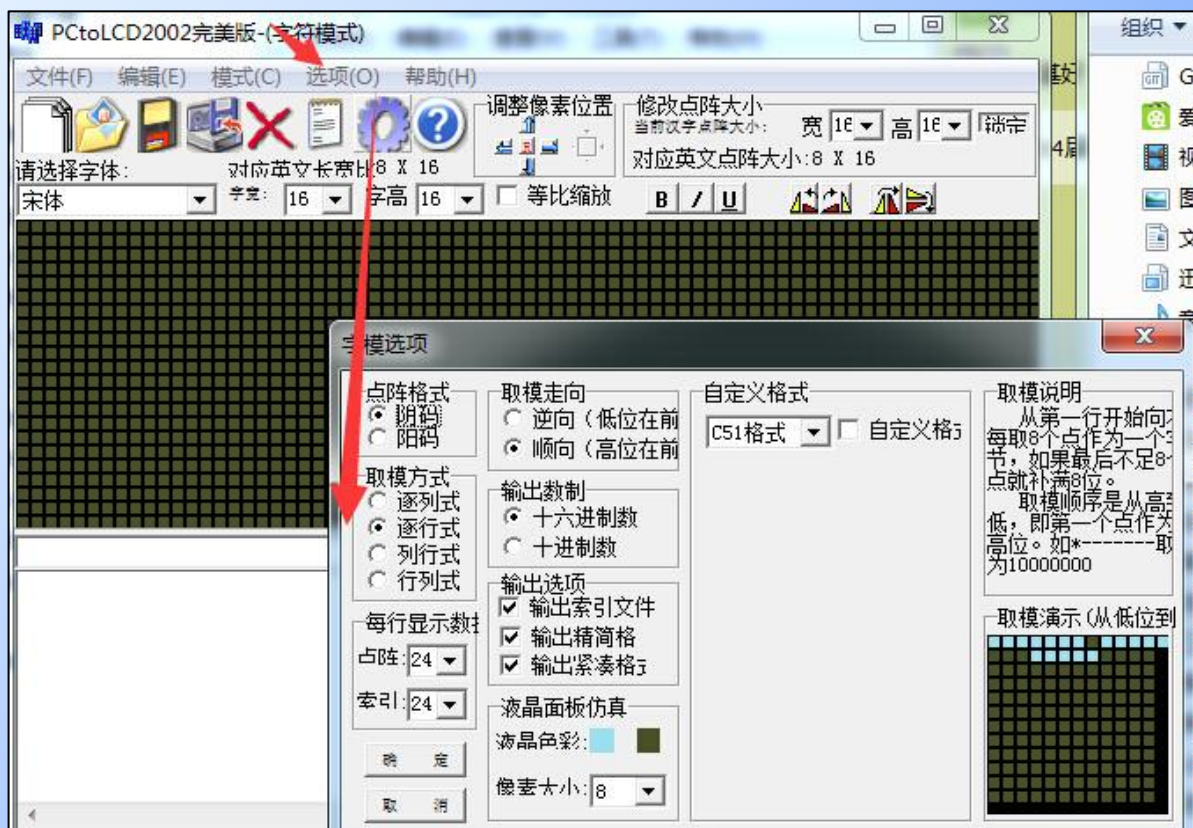 PCtoLCD2002完美版-(字符模式)
组织
文件(F) 编辑(E) 模式(C) 选项(O) 帮助(H)
调整像素位置
修改点阵大小
当前汉字点阵大小:
宽 16 高 16 锁定
对应英文点阵大小:8 X 16
请选择字体: 对应英文长宽比8 X 16
宋体 字宽: 16 字高 16 等比缩放 B I U
字模选项
点阵格式
阴码
阳码
取模方式
逐列式
逐行式
列行式
行列式
每行显示数
点阵:24
索引:24
确 定
取 消
取模走向
逆向(低位在前
顺向(高位在前
输出数制
十六进制数
十进制数
输出选项
输出索引文件
输出精简格
输出紧凑格
液晶面板仿真
液晶色彩:
像素大小:8
自定义格式
C51格式 自定义格
取模说明
从第一行开始向
每取8个点作为一个
节,如果最后不足8
点就补满8位。
取模顺序是从高
低,即第一个点作为
高位。如*-------取
为10000000
取模演示(从低位到